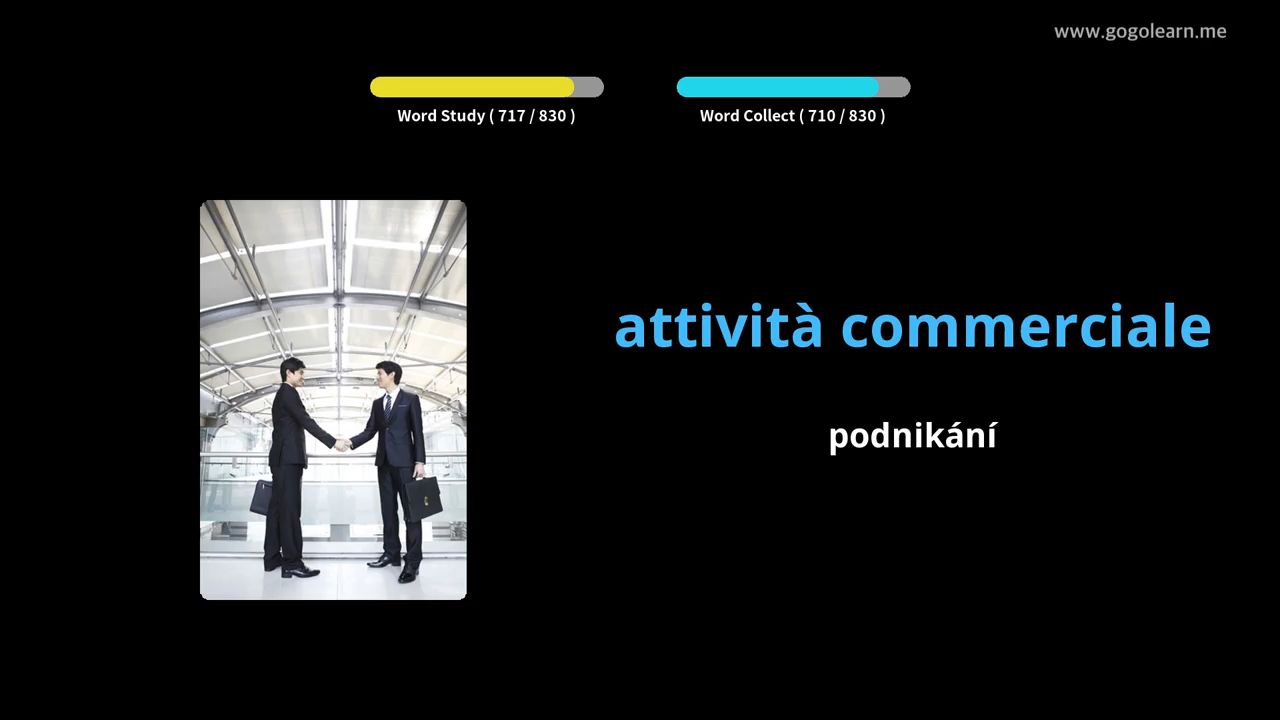 www.gogolearn.me
Word Study ( 717 / 830 )
Word Collect ( 710 / 830 )
attività commerciale
podnikání